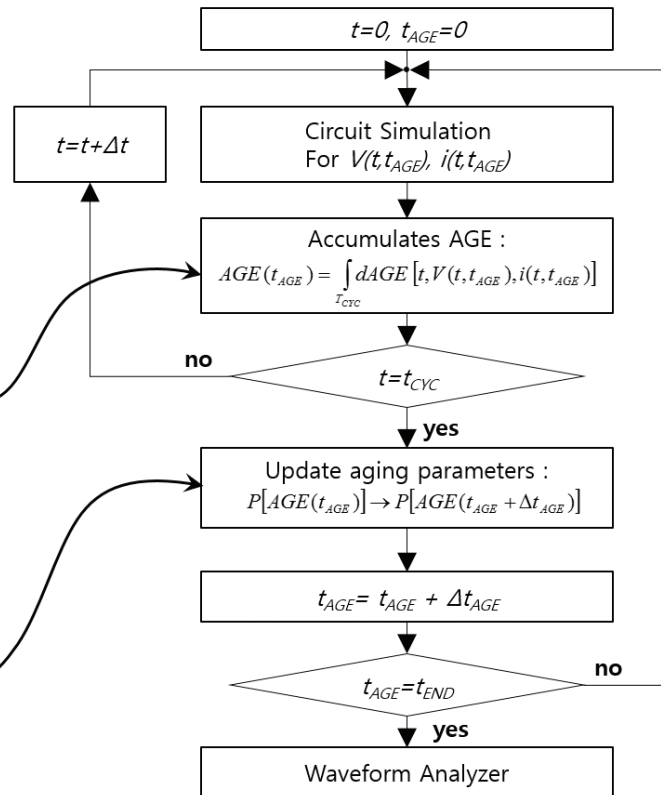 t=0, t_AGE=0
t=t+Δt
Circuit Simulation
For V(t,t_AGE), i(t,t_AGE)
Accumulates AGE :
AGE(t_AGE) = ∫_{T_CYC} dAGE [t,V(t,t_AGE),i(t,t_AGE)]
no
t=t_CYC
yes
Update aging parameters :
P[AGE(t_AGE)]→P[AGE(t_AGE + Δt_AGE)]
t_AGE= t_AGE + Δt_AGE
no
t_AGE=t_END
yes
Waveform Analyzer